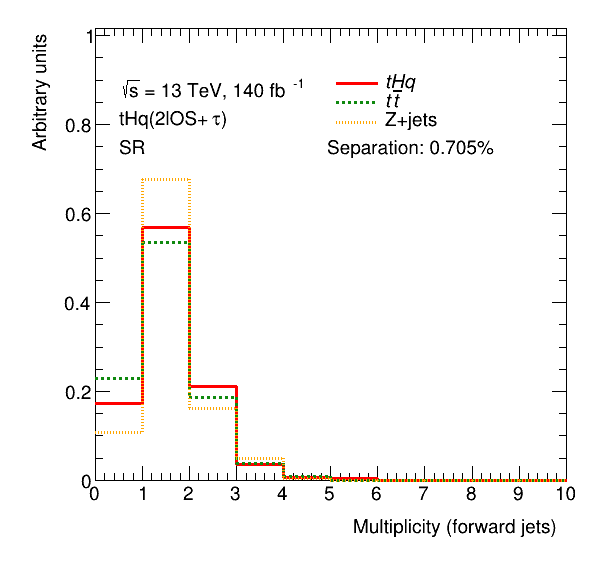 Arbitrary units
1
0.8
0.6
0.4
0.2
0
√s = 13 TeV, 140 fb⁻¹
tHq(2lOS+ τ)
SR
tHq
tt̅
Z+jets
Separation: 0.705%
0 1 2 3 4 5 6 7 8 9 10
Multiplicity (forward jets)